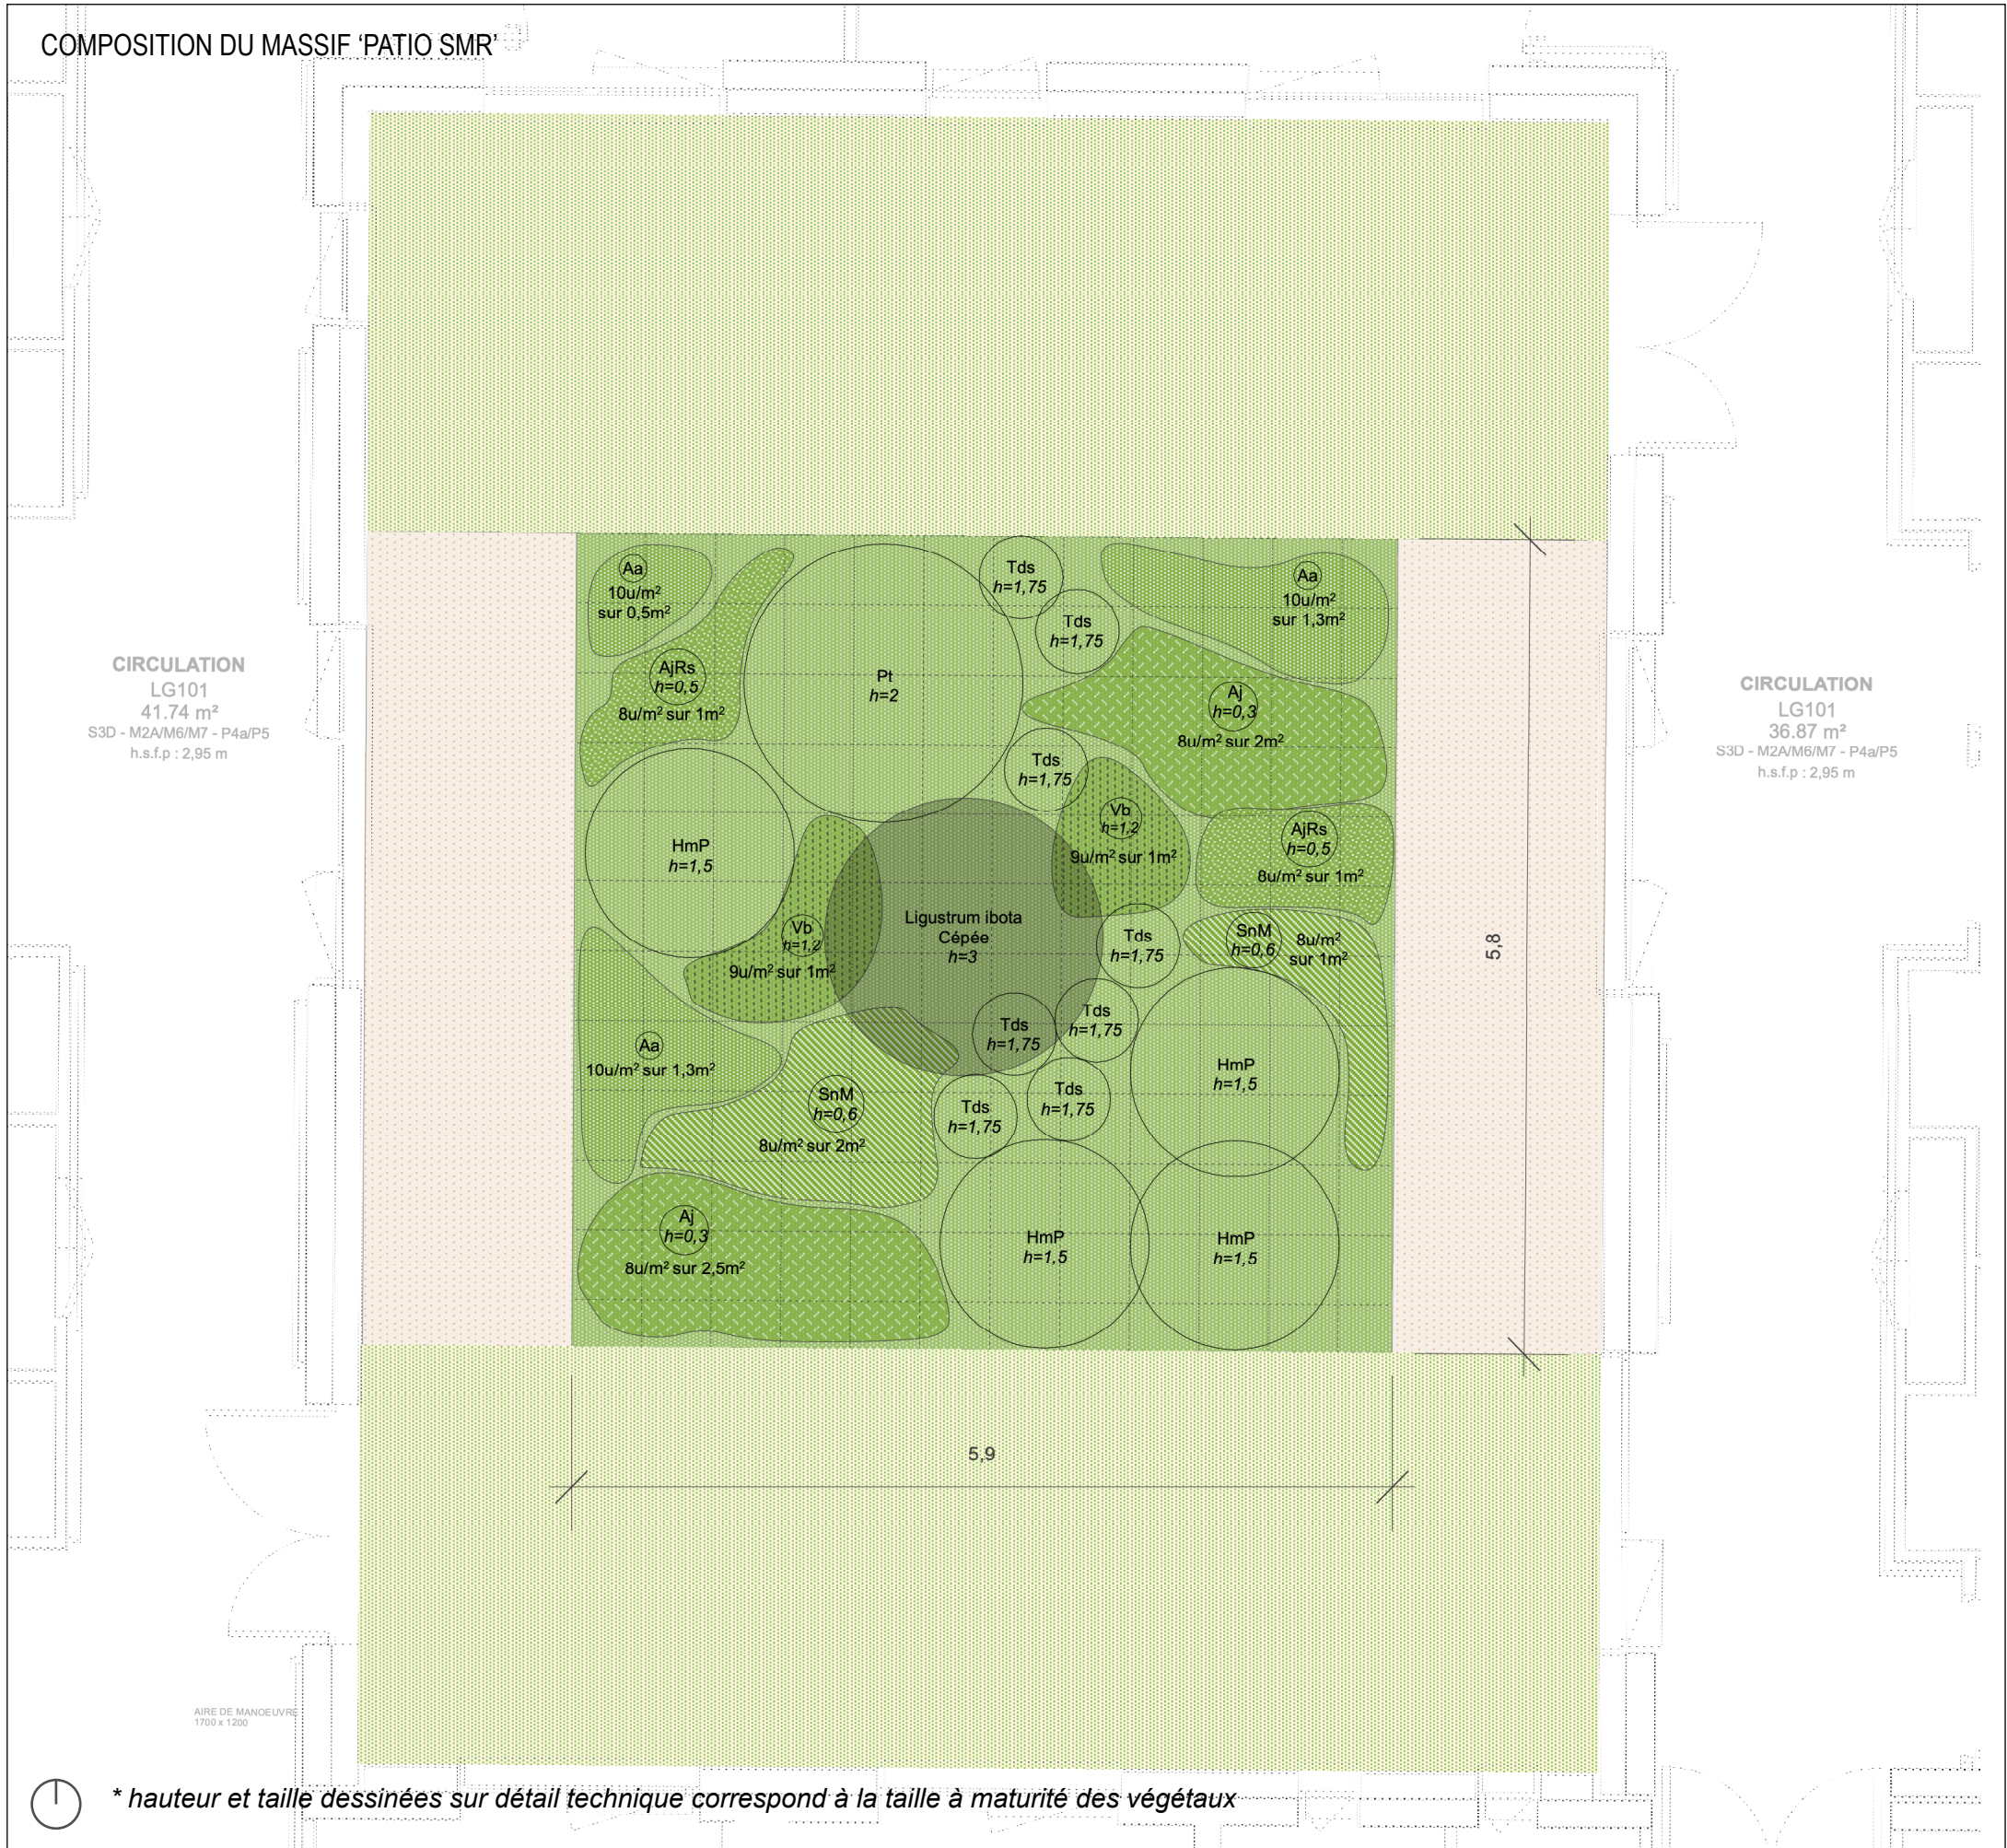 COMPOSITION DU MASSIF ‘PATIO SMR’
Aa
10u/m²
sur 0,5m²
AjRs
h=0,5
8u/m² sur 1m²
Pt
h=2
Tds
h=1,75
Tds
h=1,75
Aa
10u/m²
sur 1,3m²
Aj
h=0,3
8u/m² sur 2m²
CIRCULATION
LG101
41.74 m²
S3D - M2A/M6/M7 - P4a/P5
h.s.f.p : 2,95 m
CIRCULATION
LG101
36.87 m²
S3D - M2A/M6/M7 - P4a/P5
h.s.f.p : 2,95 m
Tds
h=1,75
HmP
h=1,5
Vb
h=1,2
9u/m² sur 1m²
AjRs
h=0,5
8u/m² sur 1m²
Vb
h=1,2
9u/m² sur 1m²
Ligustrum ibota
Cépée
h=3
Tds
h=1,75
SnM
h=0,6
8u/m²
sur 1m²
5,8
Aa
10u/m² sur 1,3m²
Tds
h=1,75
Tds
h=1,75
HmP
h=1,5
SnM
h=0,6
8u/m² sur 2m²
Tds
h=1,75
Tds
h=1,75
Aj
h=0,3
8u/m² sur 2,5m²
HmP
h=1,5
HmP
h=1,5
5,9
AIRE DE MANOEUVRE
1700 x 1200
* hauteur et taille dessinées sur détail technique correspond à la taille à maturité des végétaux